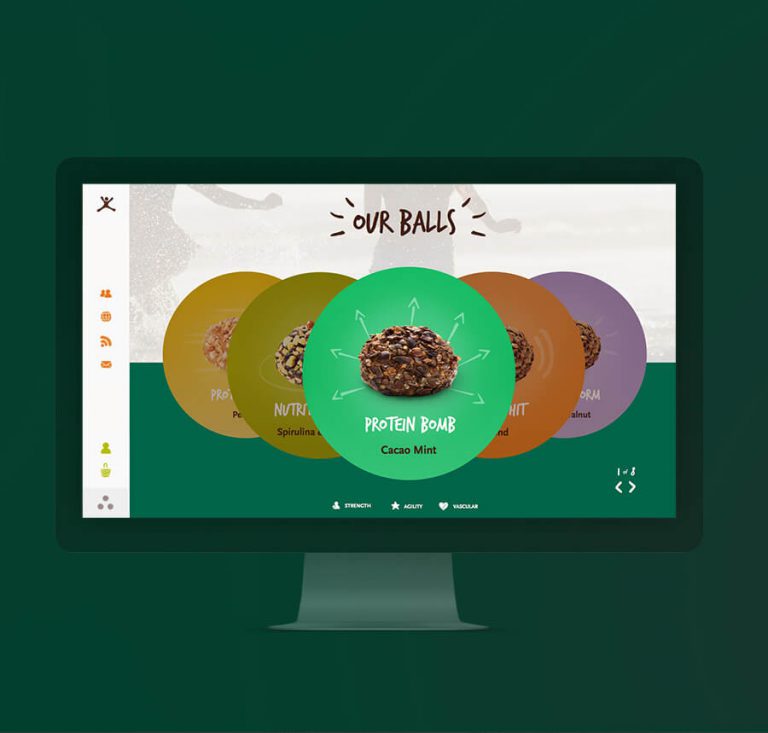 OUR BALLS
PRO
Pe
NUTRI
Spirulina
PROTEIN BOMB
Cacao Mint
HIT
nd
ORM
alnut
1 of 8
STRENGTH
AGILITY
VASCULAR